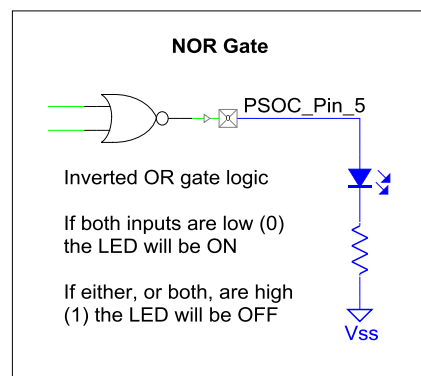 NOR Gate
PSOC_Pin_5
Inverted OR gate logic
If both inputs are low (0)
the LED will be ON
If either, or both, are high
(1) the LED will be OFF
Vss